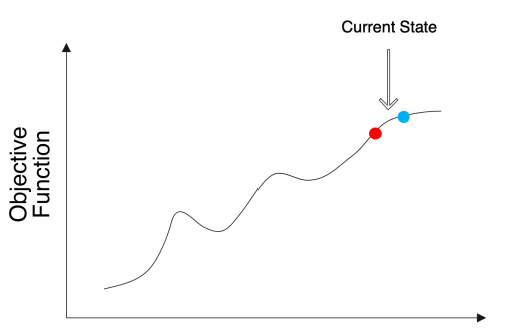 Current State
Objective
Function